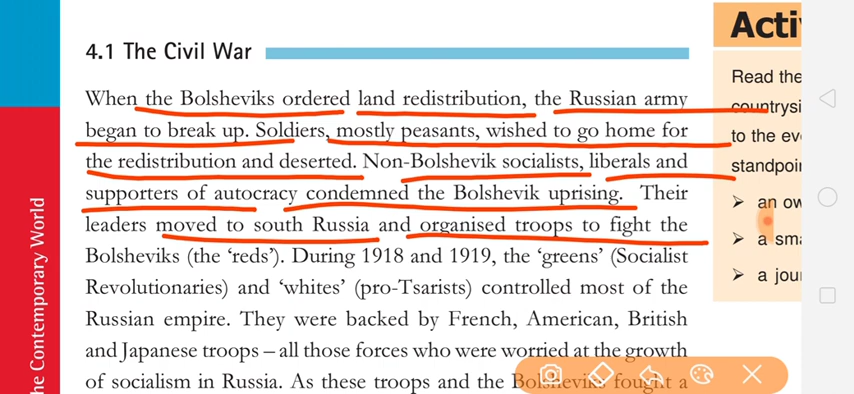 4.1 The Civil War
When the Bolsheviks ordered land redistribution, the Russian army
began to break up. Soldiers, mostly peasants, wished to go home for
the redistribution and deserted. Non-Bolshevik socialists, liberals and
supporters of autocracy condemned the Bolshevik uprising. Their
leaders moved to south Russia and organised troops to fight the
Bolsheviks (the ‘reds’). During 1918 and 1919, the ‘greens’ (Socialist
Revolutionaries) and ‘whites’ (pro-Tsarists) controlled most of the
Russian empire. They were backed by French, American, British
and Japanese troops – all those forces who were worried at the growth
of socialism in Russia. As these troops and the Bolsheviks fought a
Acti
Read the
countrysi
to the ev
standpoi
➢ an ow
➢ a sma
➢ a jou
he Contemporary World